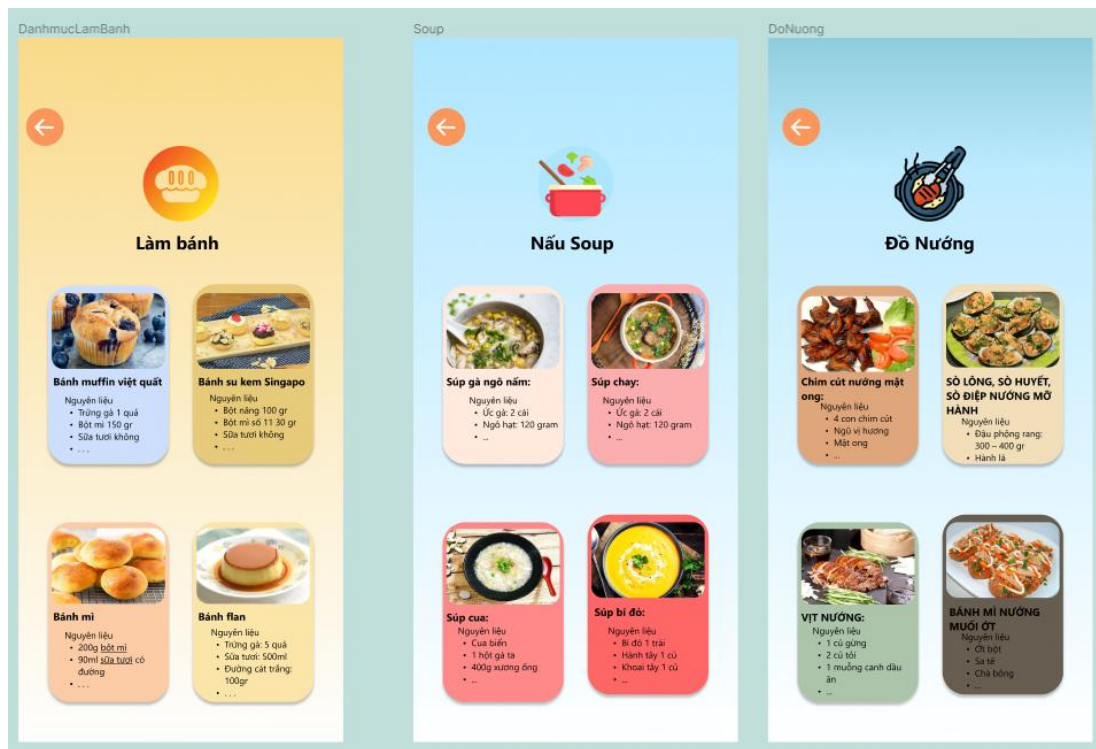 DanhmucLamBanh
Làm bánh
Bánh muffin việt quất
Nguyên liệu
• Trứng gà 1 quả
• Bột mì 150 gr
• Sữa tươi không
• . . .
Bánh su kem Singapo
Nguyên liệu
• Bột năng 100 gr
• Bột mì số 11 30 gr
• Sữa tươi không
• . . .
Bánh mì
Nguyên liệu
• 200g bột mì
• 90ml sữa tươi có
đường
• . . .
Bánh flan
Nguyên liệu
• Trứng gà: 5 quả
• Sữa tươi: 500ml
• Đường cát trắng:
100gr
• . . .
Soup
Nấu Soup
Súp gà ngô nấm:
Nguyên liệu
• Ức gà: 2 cái
• Ngô hạt: 120 gram
• ...
Súp chay:
Nguyên liệu
• Ức gà: 2 cái
• Ngô hạt: 120 gram
• ...
Súp cua:
Nguyên liệu
• Cua biển
• 1 hột gà ta
• 400g xương ống
• ...
Súp bí đỏ:
Nguyên liệu
• Bí đỏ 1 trái
• Hành tây 1 củ
• Khoai tây 1 củ
• ...
DoNuong
Đồ Nướng
Chim cút nướng mật
ong:
Nguyên liệu
• 4 con chim cút
• Ngũ vị hương
• Mật ong
• ...
SÒ LÔNG, SÒ HUYẾT,
SÒ ĐIỆP NƯỚNG MỠ
HÀNH
Nguyên liệu
• Đậu phộng rang:
300 – 400 gr
• Hành lá
VỊT NƯỚNG:
Nguyên liệu
• 1 củ gừng
• 2 củ tỏi
• 1 muỗng canh dầu
ăn
• ...
BÁNH MÌ NƯỚNG
MUỐI ỚT
Nguyên liệu
• Ớt bột
• Sa tế
• Chà bông
• ...